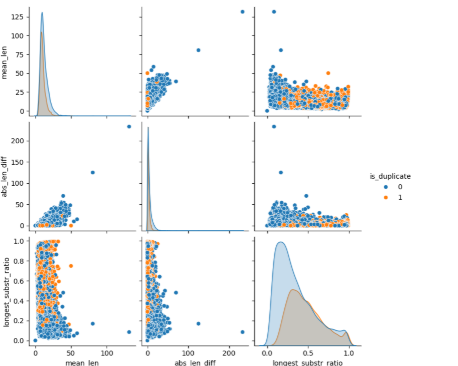 125
100
75
50
25
0
mean_len
200
150
100
50
0
abs_len_diff
is_duplicate
0
1
1.0
0.8
0.6
0.4
0.2
0.0
longest_substr_ratio
0 50 100
0 100 200
0.0 0.5 1.0
mean_len abs_len_diff longest_substr_ratio